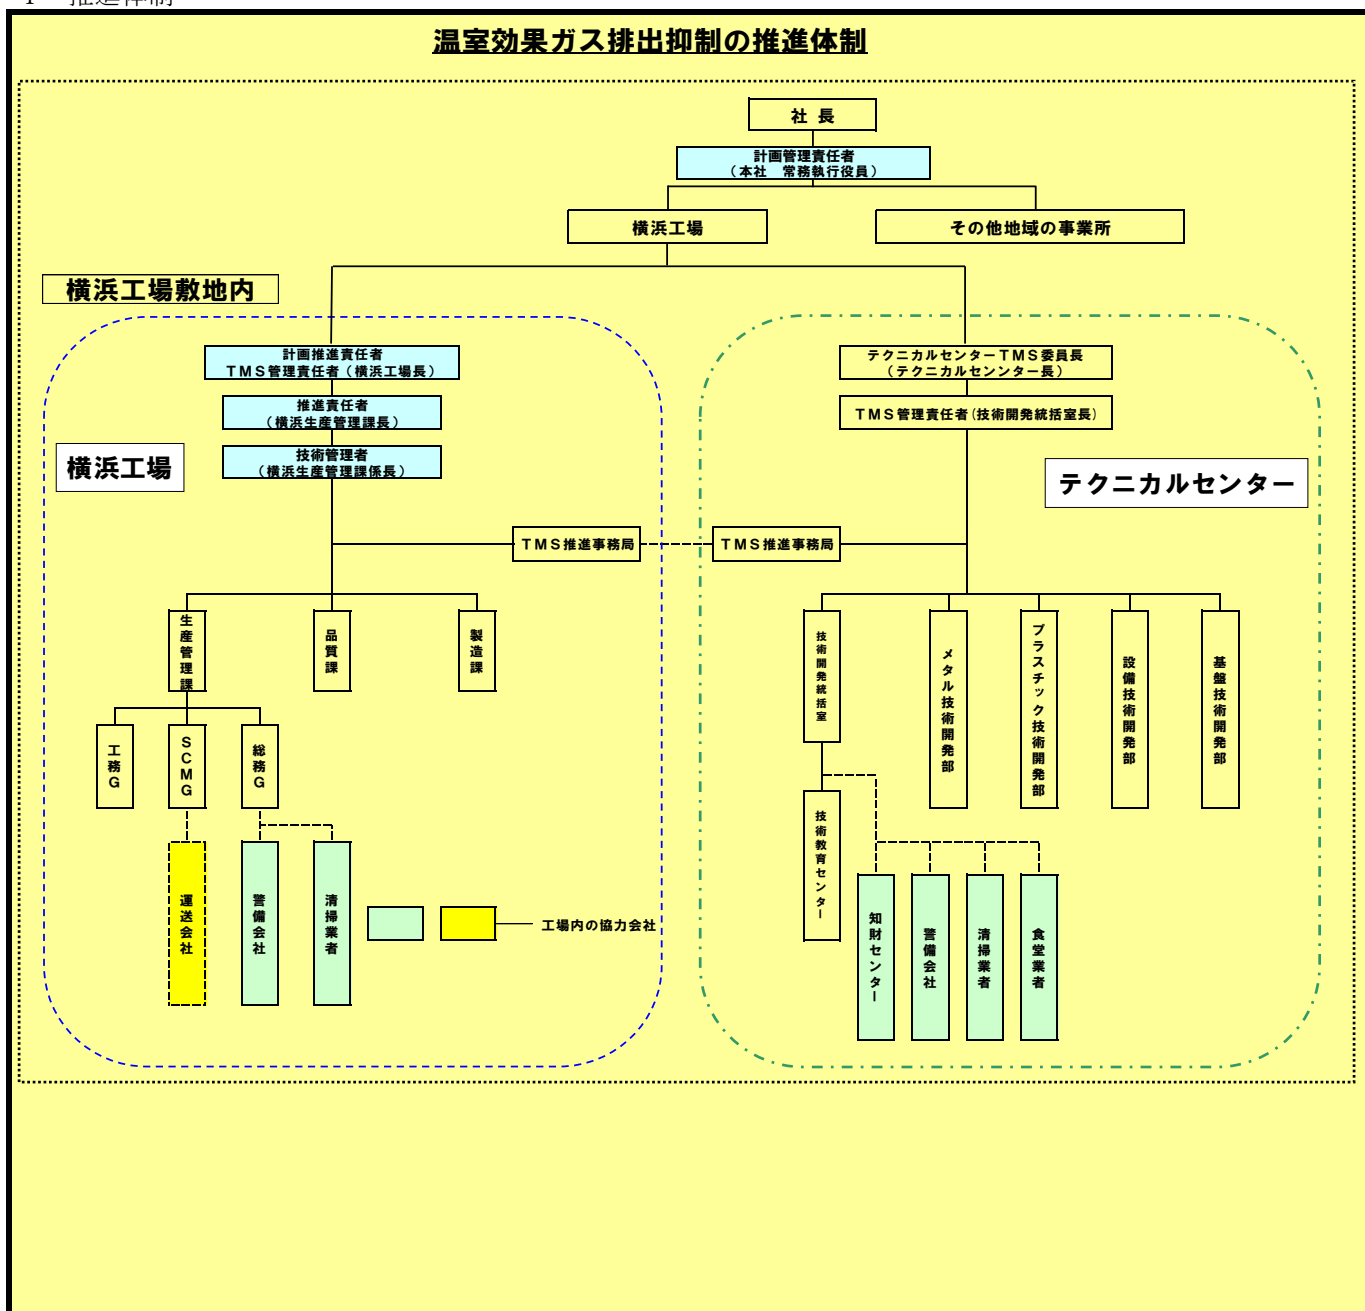 推進体制
温室効果ガス排出抑制の推進体制
社 長
計画管理責任者
(本社 常務執行役員)
横浜工場
その他地域の事業所
横浜工場敷地内
計画推進責任者
TMS管理責任者(横浜工場長)
推進責任者
(横浜生産管理課長)
技術管理者
(横浜生産管理課係長)
横浜工場
テクニカルセンターTMS委員長
(テクニカルセンンター長)
TMS管理責任者(技術開発統括室長)
テクニカルセンター
TMS推進事務局
TMS推進事務局
生産管理課
品質課
製造課
技術開発統括室
メタル技術開発部
プラスチック技術開発部
設備技術開発部
基盤技術開発部
工務G
SCMG
総務G
技術教育センター
運送会社
警備会社
清掃業者
工場内の協力会社
知財センター
警備会社
清掃業者
食堂業者